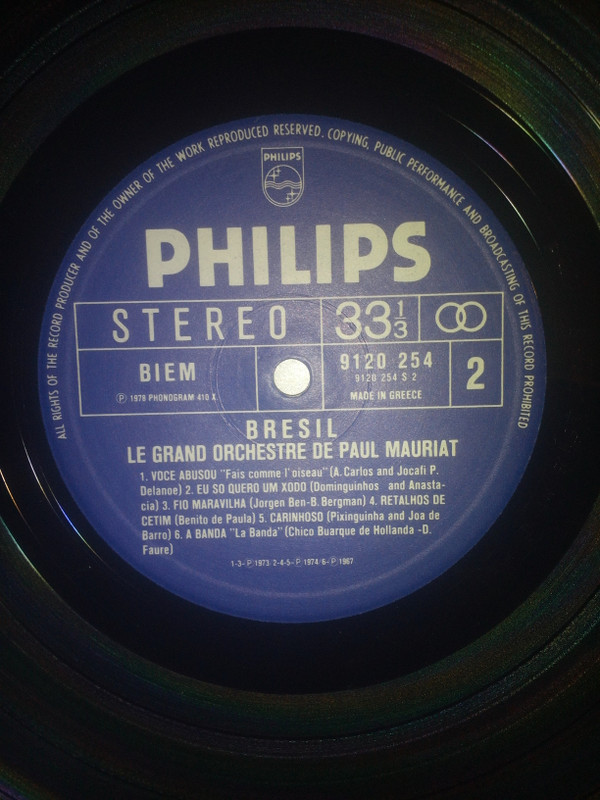 ALL RIGHTS OF THE RECORD PRODUCER AND OF THE OWNER OF THE WORK REPRODUCED RESERVED. COPYING, PUBLIC PERFORMANCE AND BROADCASTING OF THIS RECORD PROHIBITED
PHILIPS
PHILIPS
STEREO 33 1/3
BIEM 9120 254 2
9120 254 S 2
Ⓟ 1978 PHONOGRAM 410 X MADE IN GREECE
BRESIL
LE GRAND ORCHESTRE DE PAUL MAURIAT
1. VOCE ABUSOU "Fais comme l'oiseau" (A. Carlos and Jocafi P.
Delanoe) 2. EU SO QUERO UM XODO (Dominguinhos and Anasta-
cia) 3. FIO MARAVILHA (Jorgen Ben-B. Bergman) 4. RETALHOS DE
CETIM (Benito de Paula) 5. CARINHOSO (Pixinguinha and Joa de
Barro) 6. A BANDA "La Banda" (Chico Buarque de Hollanda -D.
Faure)
1-3-Ⓟ 1973 2-4-5-Ⓟ 1974/6-Ⓟ 1967